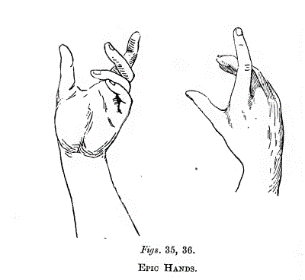 Figs. 35, 36.
Epic Hands.